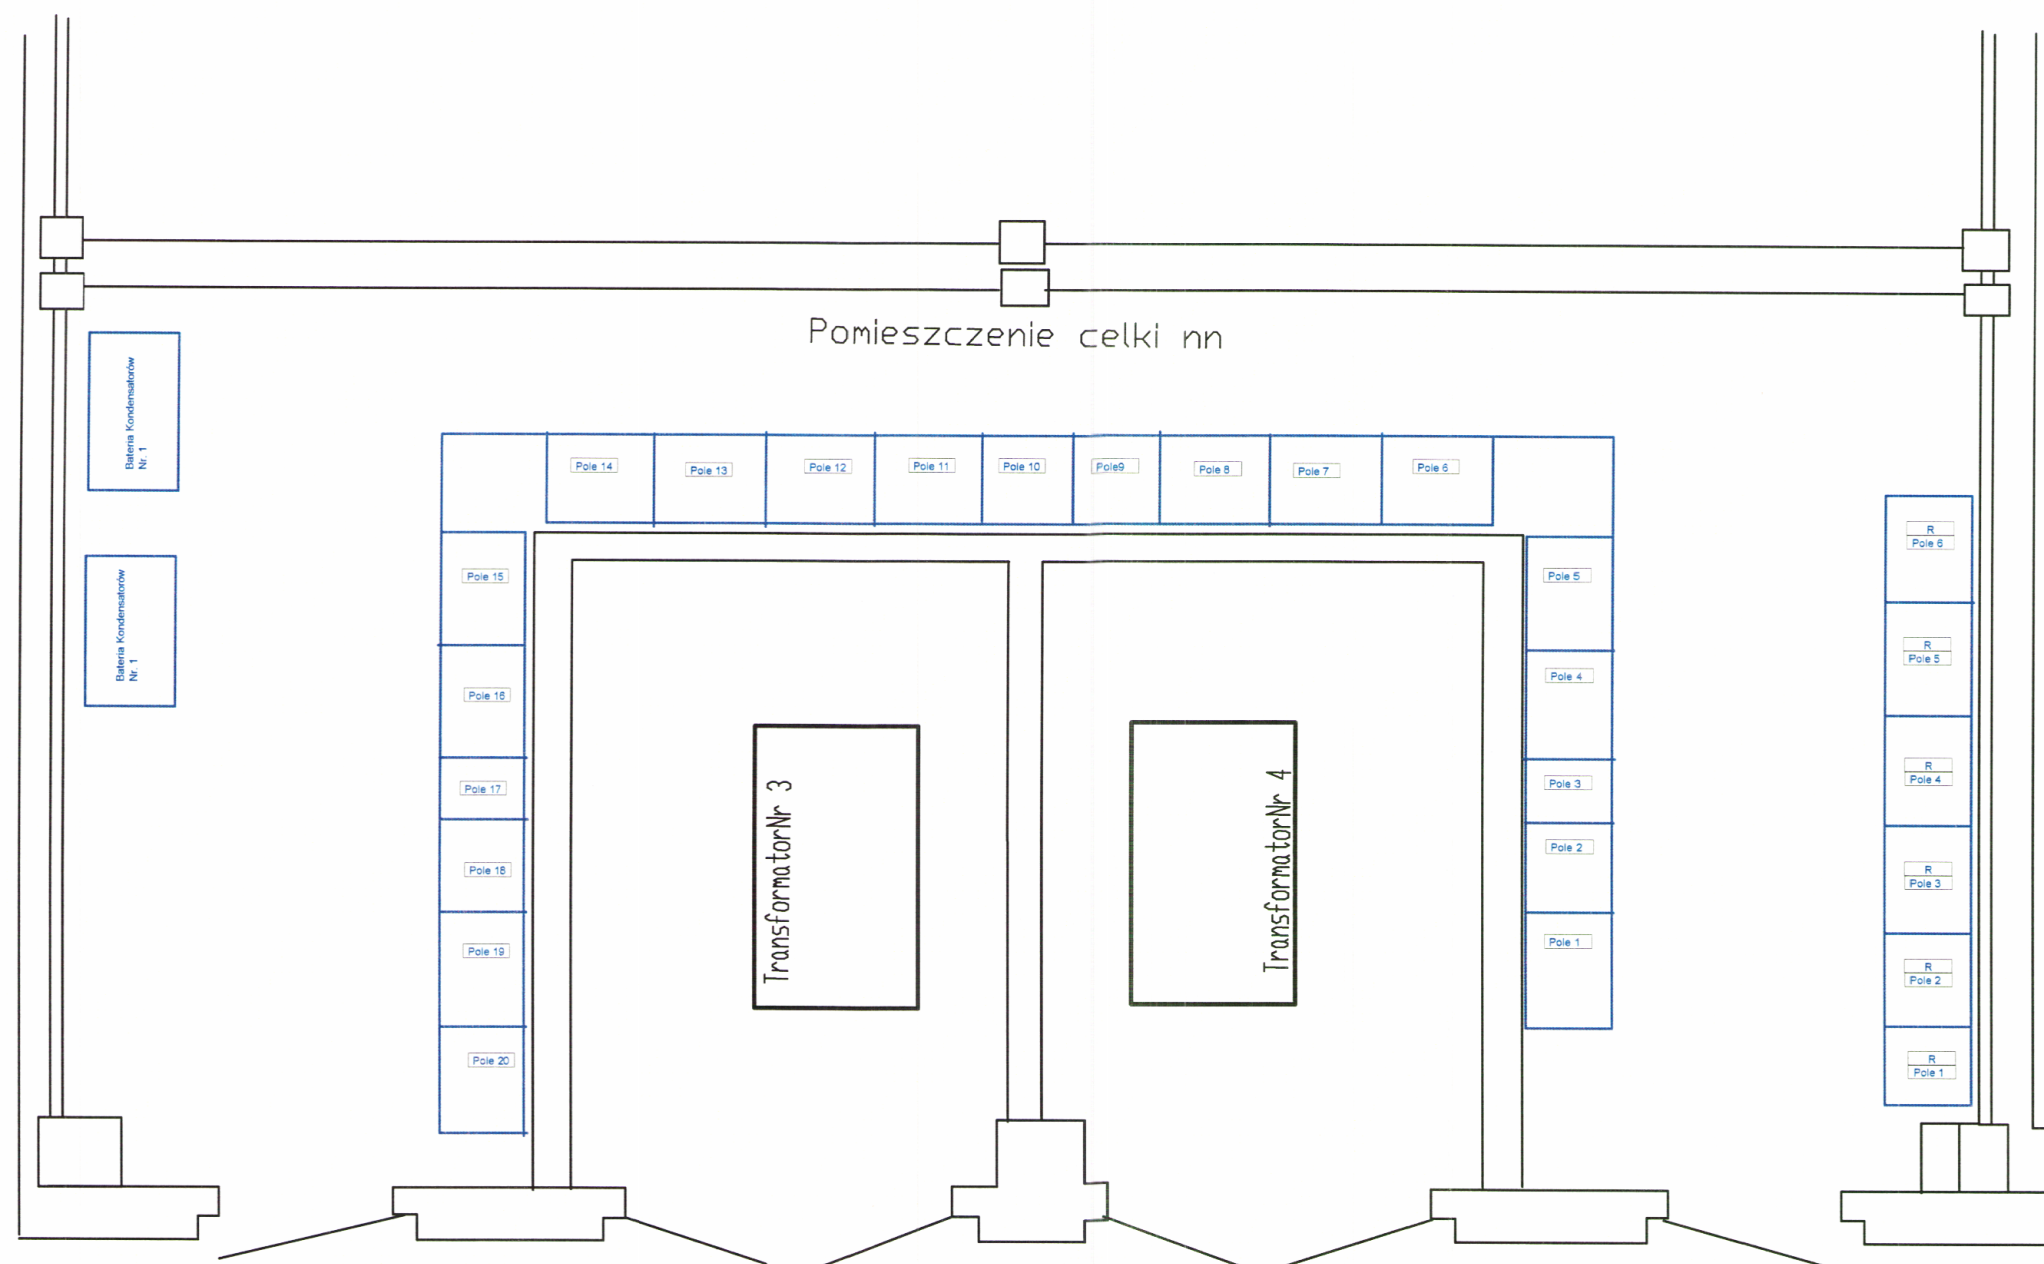 Pomieszczenie celki nn
Bateria Kondensatorów
Nr. 1
Bateria Kondensatorów
Nr. 1
Pole 14
Pole 13
Pole 12
Pole 11
Pole 10
Pole9
Pole 8
Pole 7
Pole 6
Pole 15
Pole 16
Pole 17
Pole 18
Pole 19
Pole 20
TransformatorNr 3
TransformatorNr 4
Pole 5
Pole 4
Pole 3
Pole 2
Pole 1
R
Pole 6
R
Pole 5
R
Pole 4
R
Pole 3
R
Pole 2
R
Pole 1